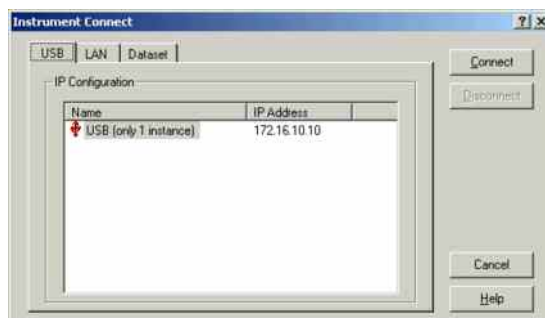 Instrument Connect
USB LAN Dataset
Connect
IP Configuration
Disconnect
Name IP Address
USB (only 1 instance) 172.16.10.10
Cancel
Help